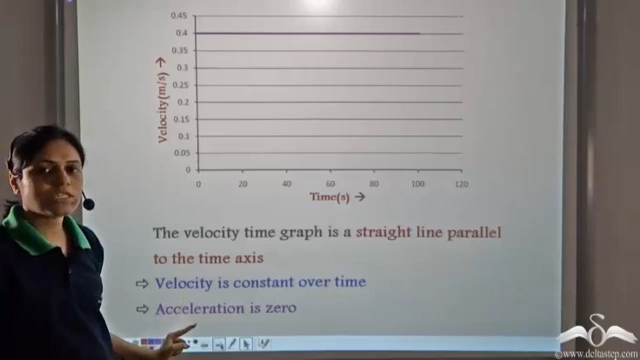 0.45
0.4
0.35
0.3
0.25
0.2
0.15
0.1
0.05
0
Velocity(m/s) →
0 20 40 60 80 100 120
Time(s) →
The velocity time graph is a straight line parallel
to the time axis
⇨ Velocity is constant over time
⇨ Acceleration is zero
©www.deltastep.com